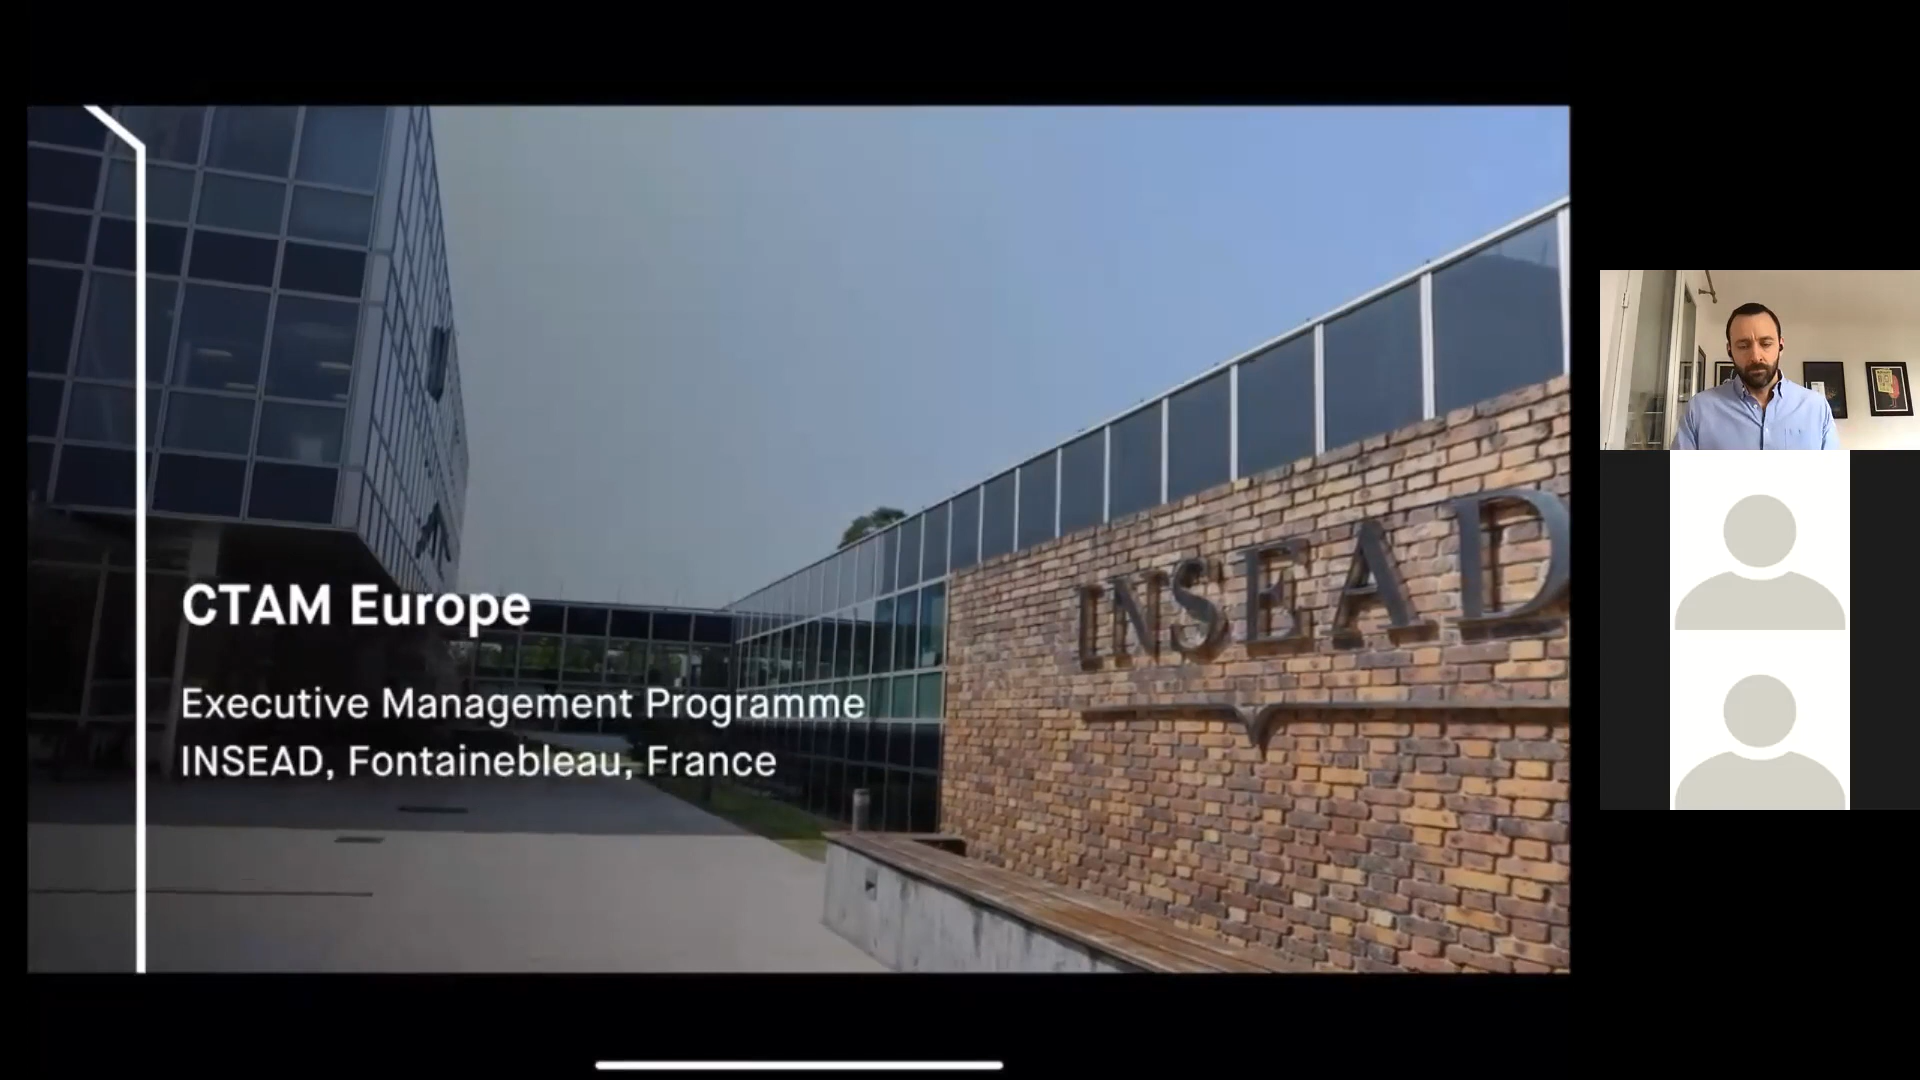 CTAM Europe
Executive Management Programme
INSEAD, Fontainebleau, France
INSEAD